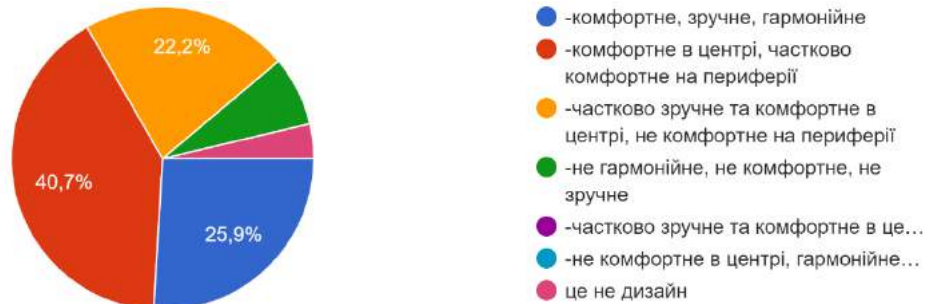 22,2%
40,7%
25,9%
-комфортне, зручне, гармонійне
-комфортне в центрі, частково
комфортне на периферії
-частково зручне та комфортне в
центрі, не комфортне на периферії
-не гармонійне, не комфортне, не
зручне
-частково зручне та комфортне в це…
-не комфортне в центрі, гармонійне…
це не дизайн